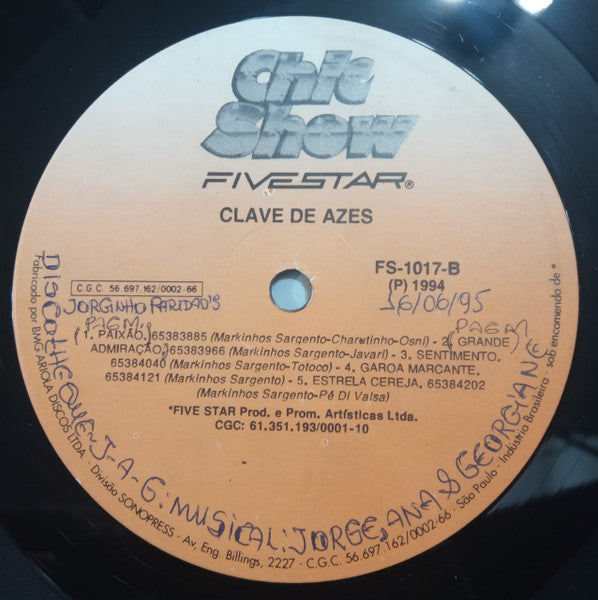 Chic
Show
FIVESTAR®
CLAVE DE AZES
FS-1017-B
(P) 1994
16/06/95
C.G.C. 56.697.162/0002-66
JORGINHO PARIDÃO'S
PAGM. PAGM
1. PAIXÃO, 65383885 (Markinhos Sargento-Charutinho-Osni) - 2. GRANDE
ADMIRAÇÃO, 65383966 (Markinhos Sargento-Javari) - 3. SENTIMENTO,
65384040 (Markinhos Sargento-Totoco) - 4. GAROA MARCANTE,
65384121 (Markinhos Sargento) - 5. ESTRELA CEREJA, 65384202
(Markinhos Sargento-Pé Di Valsa)
*FIVE STAR Prod. e Prom. Artísticas Ltda.
CGC: 61.351.193/0001-10
DISCOTHEQUE-J-A-G: MUSICAL: JORGE, ANA & GEORGIANE
Fabricado por BMG ARIOLA DISCOS LTDA. - Divisão SONOPRESS - Av. Eng. Billings, 2227 - C.G.C. 56.697.162/0002-66 - São Paulo - Indústria Brasileira - sob encomenda de *